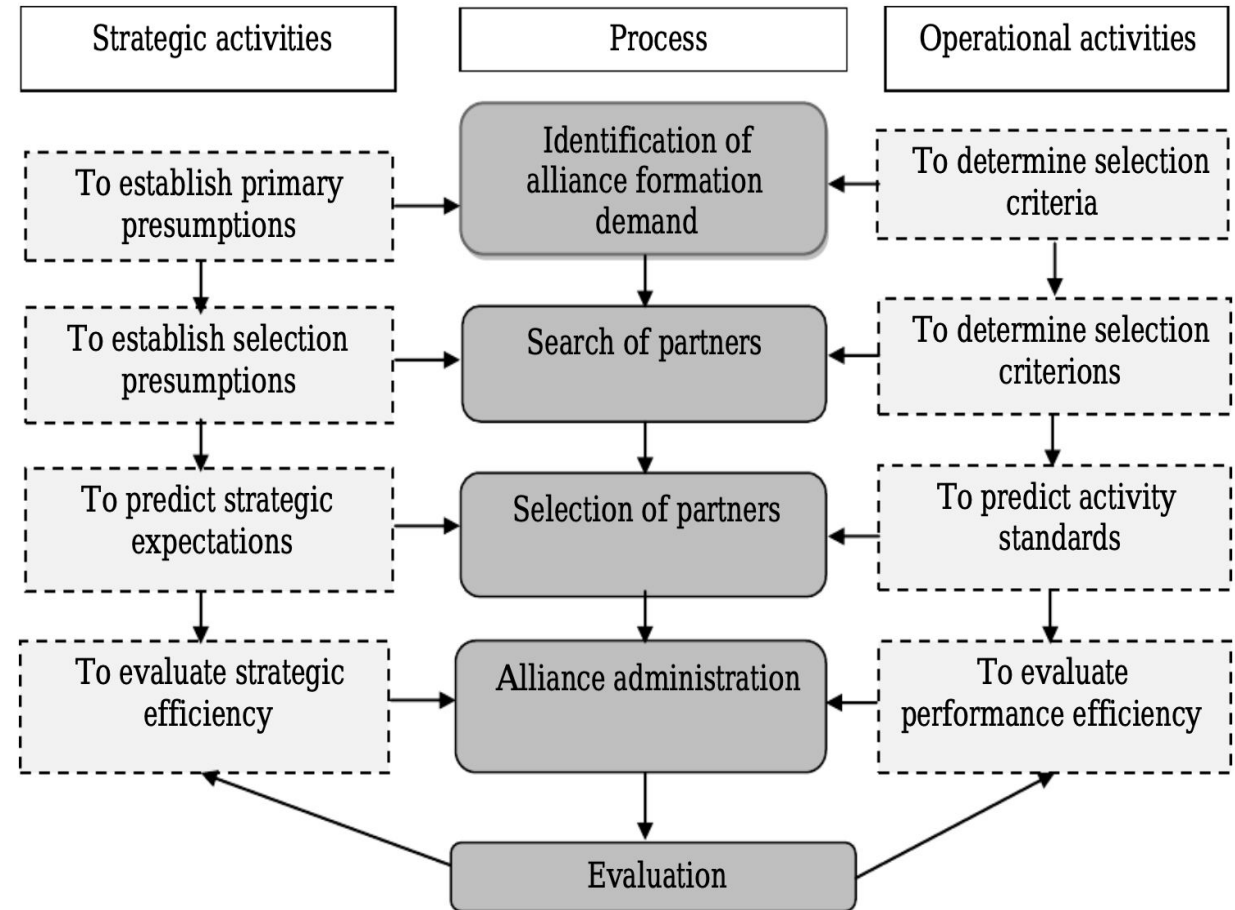 Strategic activities
Process
Operational activities
Identification of
alliance formation
demand
To establish primary
presumptions
To determine selection
criteria
To establish selection
presumptions
Search of partners
To determine selection
criterions
To predict strategic
expectations
Selection of partners
To predict activity
standards
To evaluate strategic
efficiency
Alliance administration
To evaluate
performance efficiency
Evaluation